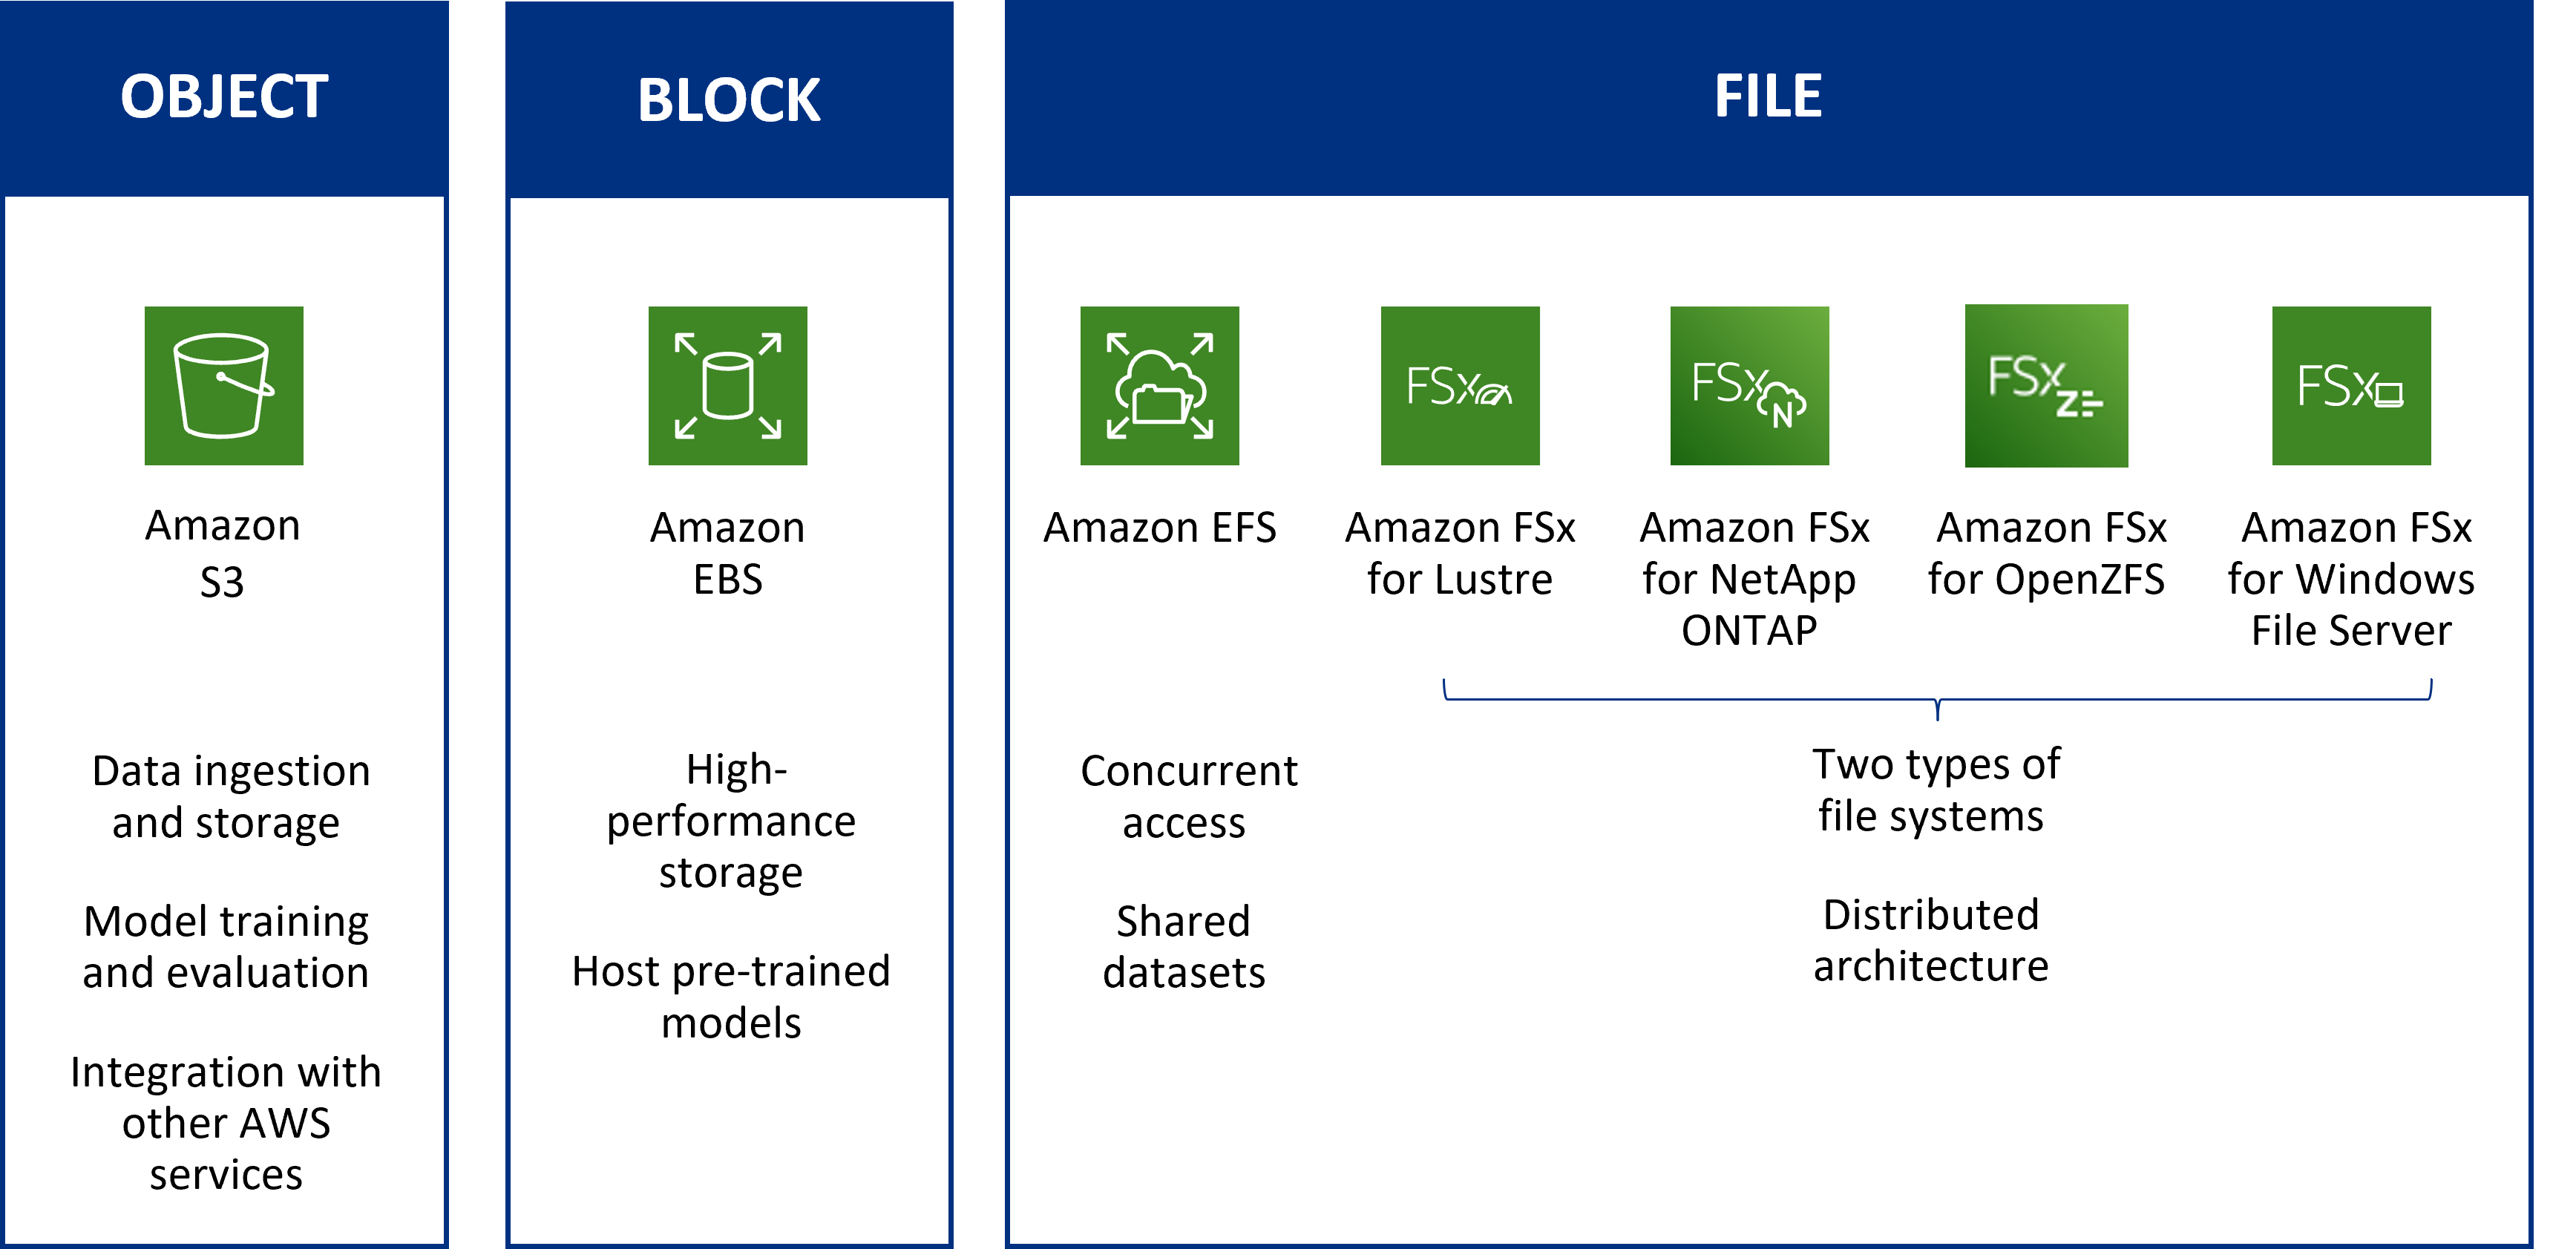 OBJECT
Amazon
S3
Data ingestion
and storage
Model training
and evaluation
Integration with
other AWS
services
BLOCK
Amazon
EBS
High-
performance
storage
Host pre-trained
models
FILE
Amazon EFS
Concurrent
access
Shared
datasets
FSx
Amazon FSx
for Lustre
FSx
N
Amazon FSx
for NetApp
ONTAP
FSx
Z
Amazon FSx
for OpenZFS
FSx
Amazon FSx
for Windows
File Server
Two types of
file systems
Distributed
architecture